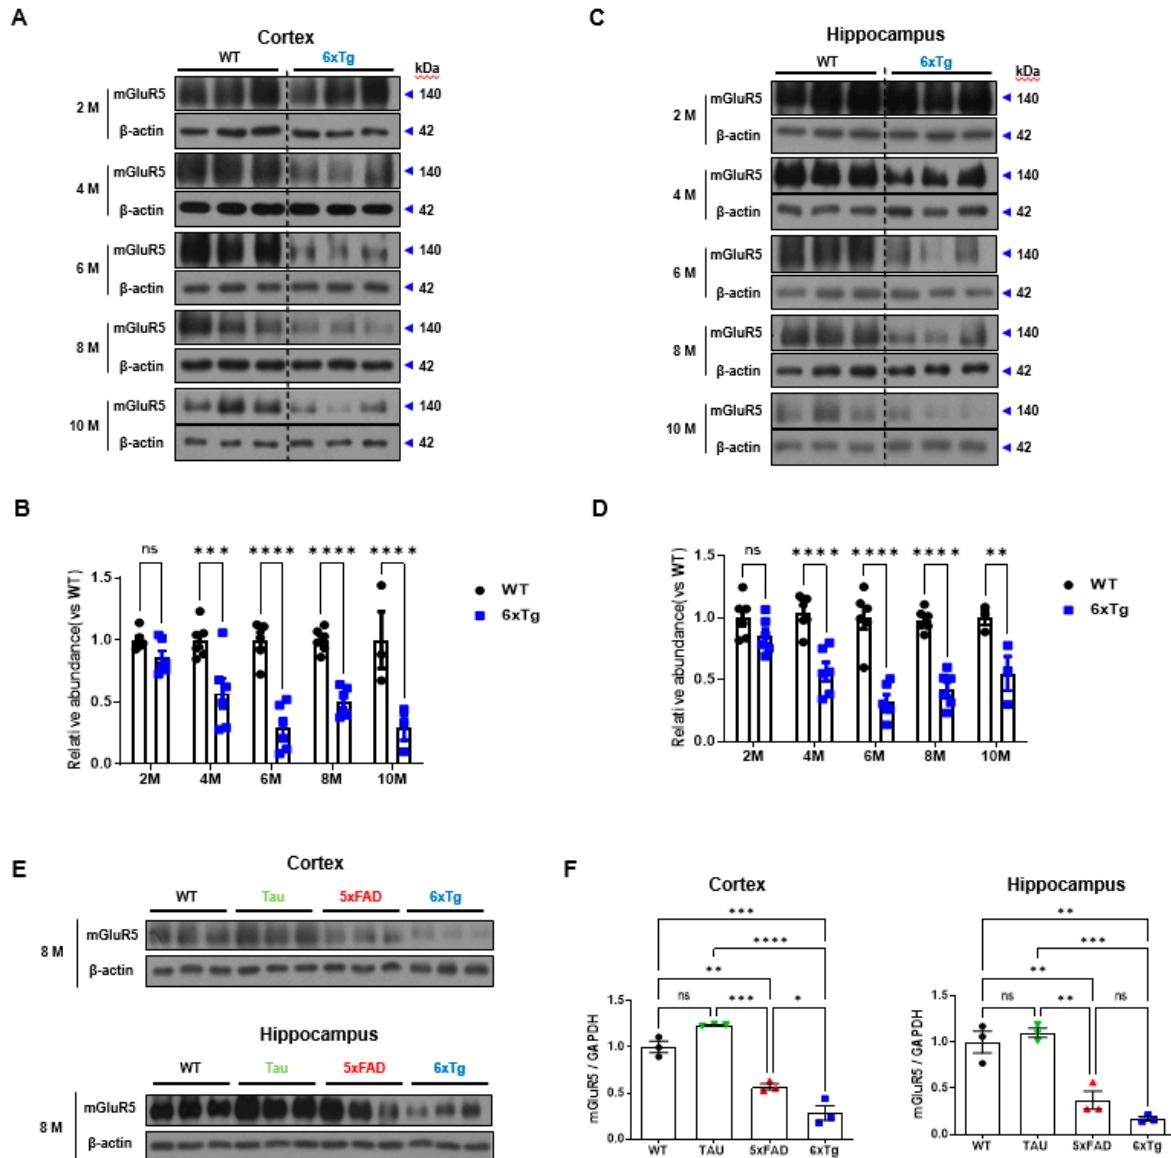 A
Cortex
WT 6xTg
kDa
2 M
mGluR5 140
β-actin 42
4 M
mGluR5 140
β-actin 42
6 M
mGluR5 140
β-actin 42
8 M
mGluR5 140
β-actin 42
10 M
mGluR5 140
β-actin 42
C
Hippocampus
WT 6xTg
kDa
2 M
mGluR5 140
β-actin 42
4 M
mGluR5 140
β-actin 42
6 M
mGluR5 140
β-actin 42
8 M
mGluR5 140
β-actin 42
10 M
mGluR5 140
β-actin 42
B
ns *** **** **** ****
Relative abundance(vs WT)
1.5
1.0
0.5
0.0
2M 4M 6M 8M 10M
WT
6xTg
D
ns **** **** **** **
Relative abundance(vs WT)
1.5
1.0
0.5
0.0
2M 4M 6M 8M 10M
WT
6xTg
E
Cortex
WT Tau 5xFAD 6xTg
8 M
mGluR5
β-actin
Hippocampus
WT Tau 5xFAD 6xTg
8 M
mGluR5
β-actin
F
Cortex
***
****
**
ns *** *
mGluR5 / GAPDH
1.5
1.0
0.5
0.0
WT TAU 5xFAD 6xTg
Hippocampus
**
***
**
ns ** ns
mGluR5 / GAPDH
1.5
1.0
0.5
0.0
WT TAU 5xFAD 6xTg